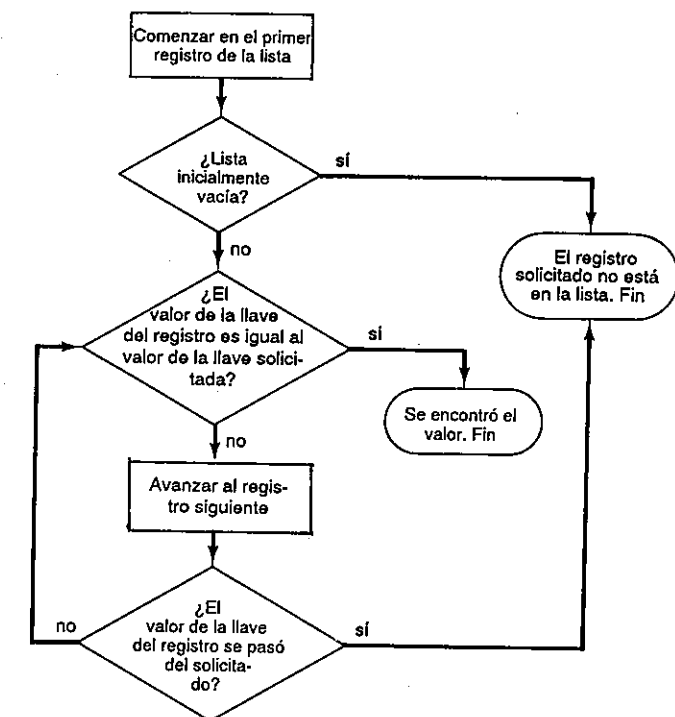 Comenzar en el primer
registro de la lista
¿Lista
inicialmente
vacía?
sí
no
El registro
solicitado no está
en la lista. Fin
¿El
valor de la llave
del registro es igual al
valor de la llave solici-
tada?
sí
Se encontró el
valor. Fin
no
Avanzar al regis-
tro siguiente
¿El
valor de la llave
del registro se pasó
del solicita-
do?
no
sí